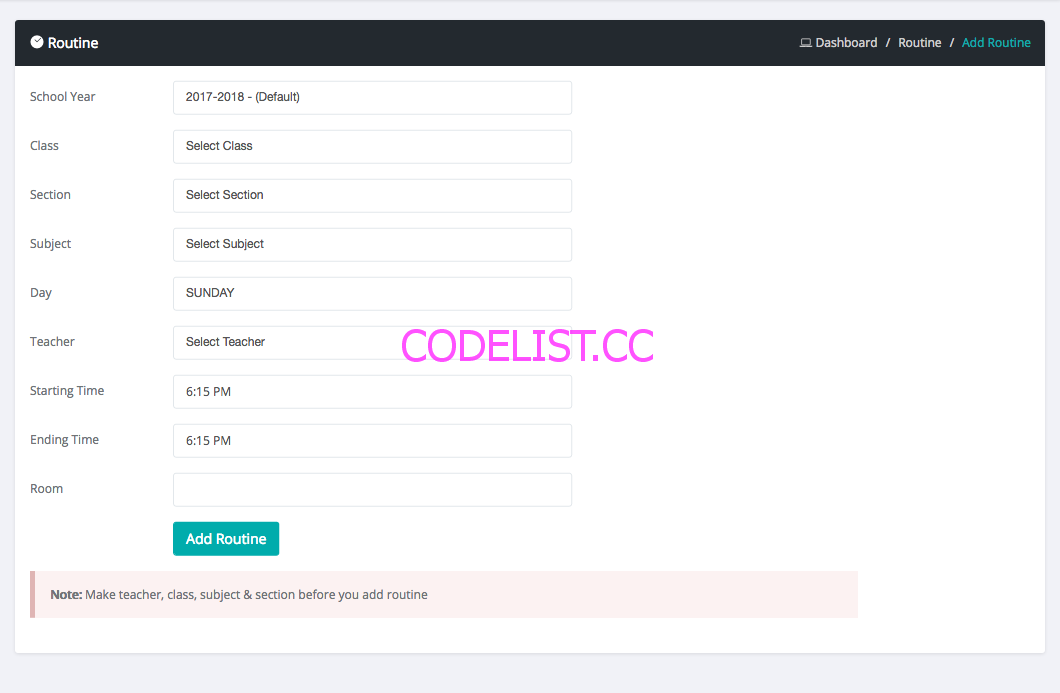 Routine
Dashboard / Routine / Add Routine
School Year
2017-2018 - (Default)
Class
Select Class
Section
Select Section
Subject
Select Subject
Day
SUNDAY
Teacher
Select Teacher
CODELIST.CC
Starting Time
6:15 PM
Ending Time
6:15 PM
Room
Add Routine
Note: Make teacher, class, subject & section before you add routine